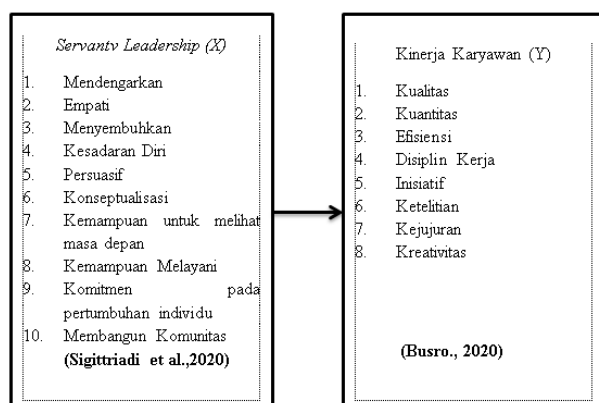 Servantv Leadership (X)
1. Mendengarkan
2. Empati
3. Menyembuhkan
4. Kesadaran Diri
5. Persuasif
6. Konseptualisasi
7. Kemampuan untuk melihat
masa depan
8. Kemampuan Melayani
9. Komitmen pada
pertumbuhan individu
10. Membangun Komunitas
(Sigittriadi et al.,2020)
Kinerja Karyawan (Y)
1. Kualitas
2. Kuantitas
3. Efisiensi
4. Disiplin Kerja
5. Inisiatif
6. Ketelitian
7. Kejujuran
8. Kreativitas
(Busro., 2020)